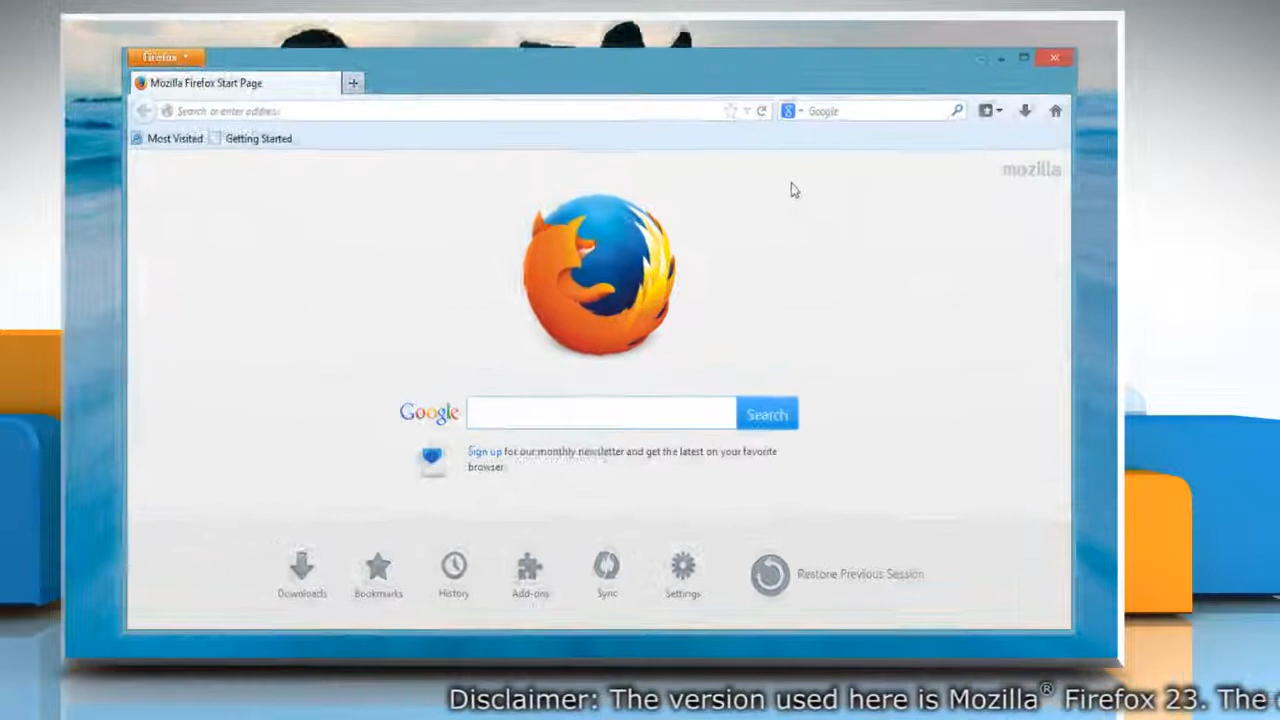 Firefox
Mozilla Firefox Start Page
Search or enter address
Google
Most Visited Getting Started
mozilla
Google Search
Sign up for our monthly newsletter and get the latest on your favorite
browser.
Downloads Bookmarks History Add-ons Sync Settings Restore Previous Session
Disclaimer: The version used here is Mozilla® Firefox 23. The